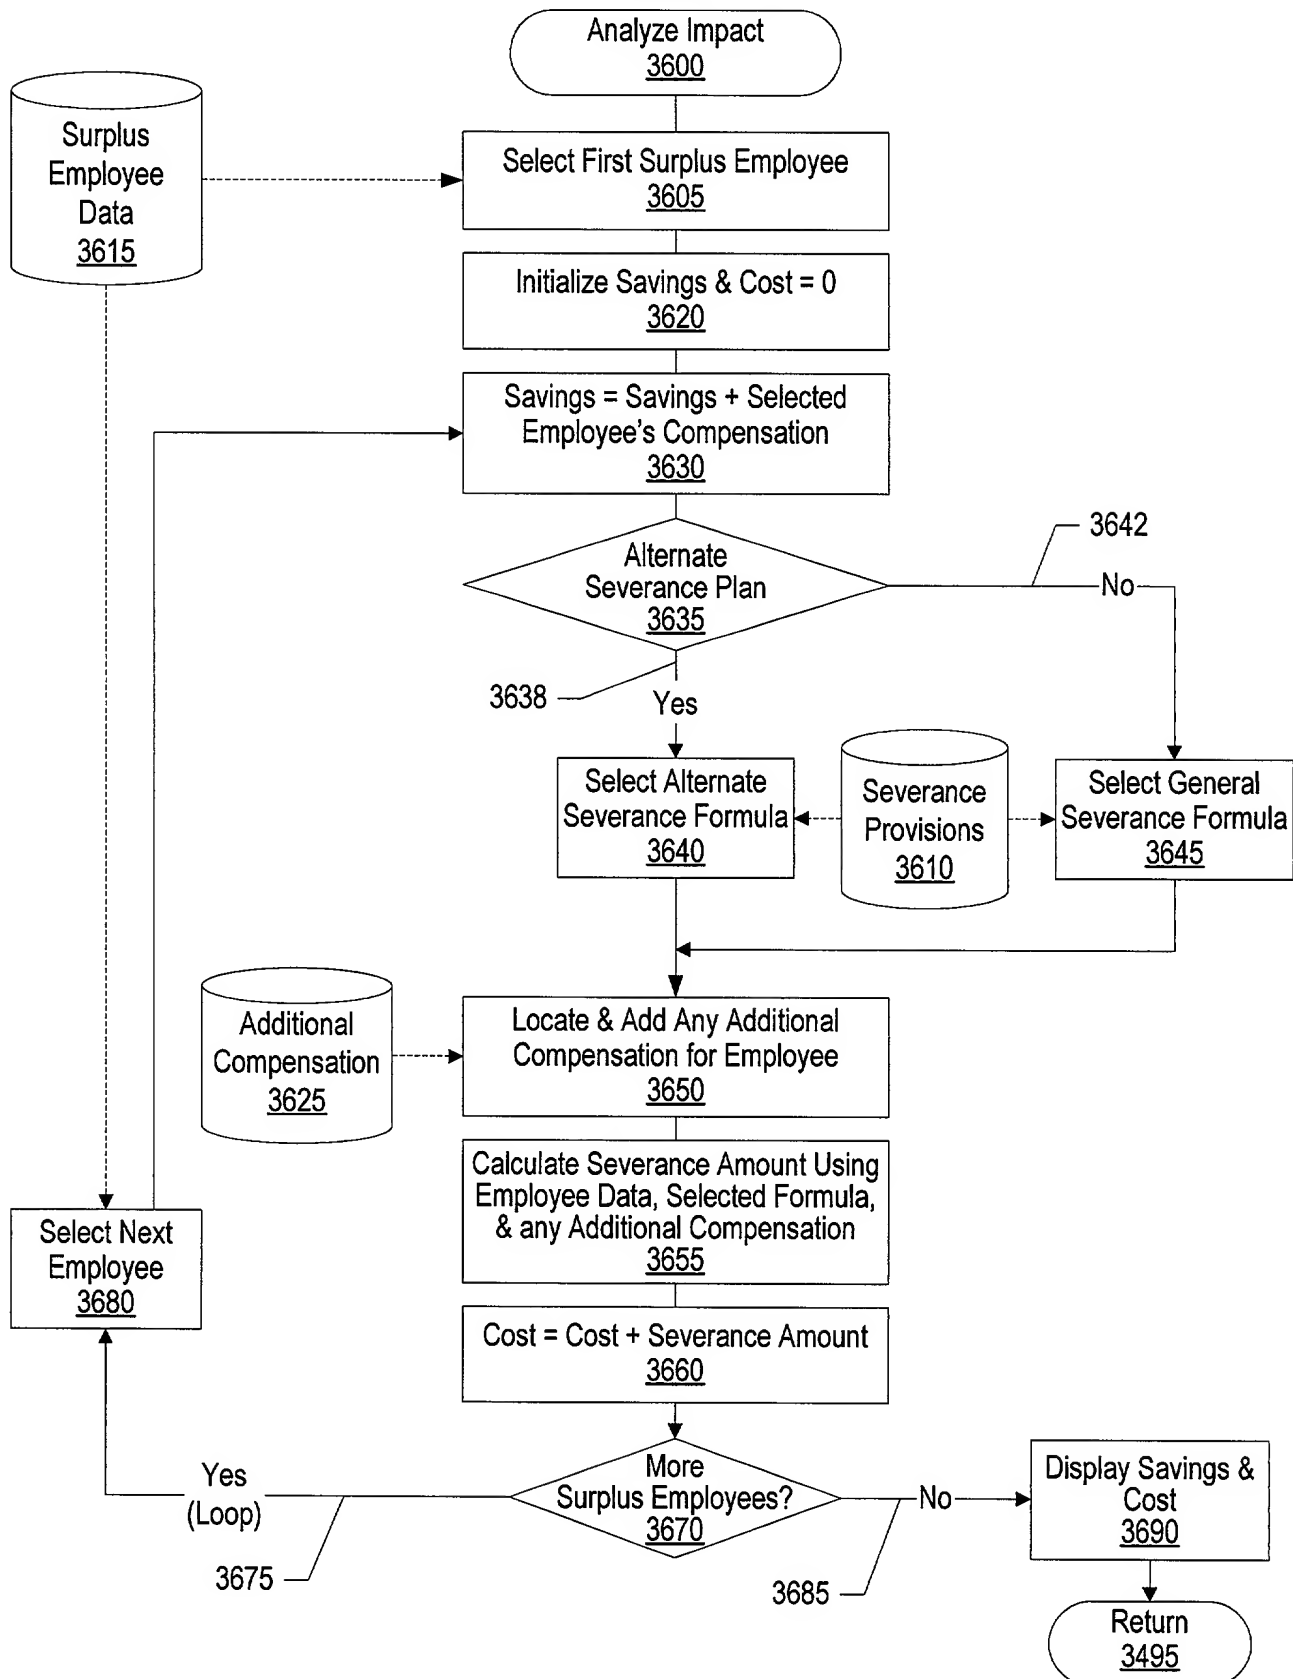 Analyze Impact
3600
Surplus
Employee
Data
3615
Select First Surplus Employee
3605
Initialize Savings & Cost = 0
3620
Savings = Savings + Selected
Employee's Compensation
3630
3642
Alternate
Severance Plan
3635
No
3638
Yes
Select Alternate
Severance Formula
3640
Severance
Provisions
3610
Select General
Severance Formula
3645
Additional
Compensation
3625
Locate & Add Any Additional
Compensation for Employee
3650
Calculate Severance Amount Using
Employee Data, Selected Formula,
& any Additional Compensation
3655
Select Next
Employee
3680
Cost = Cost + Severance Amount
3660
More
Surplus Employees?
3670
Yes
(Loop)
3675
No
3685
Display Savings &
Cost
3690
Return
3495